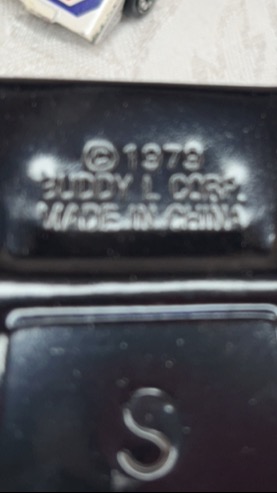 © 1979
BUDDY L CORP.
MADE IN CHINA
S